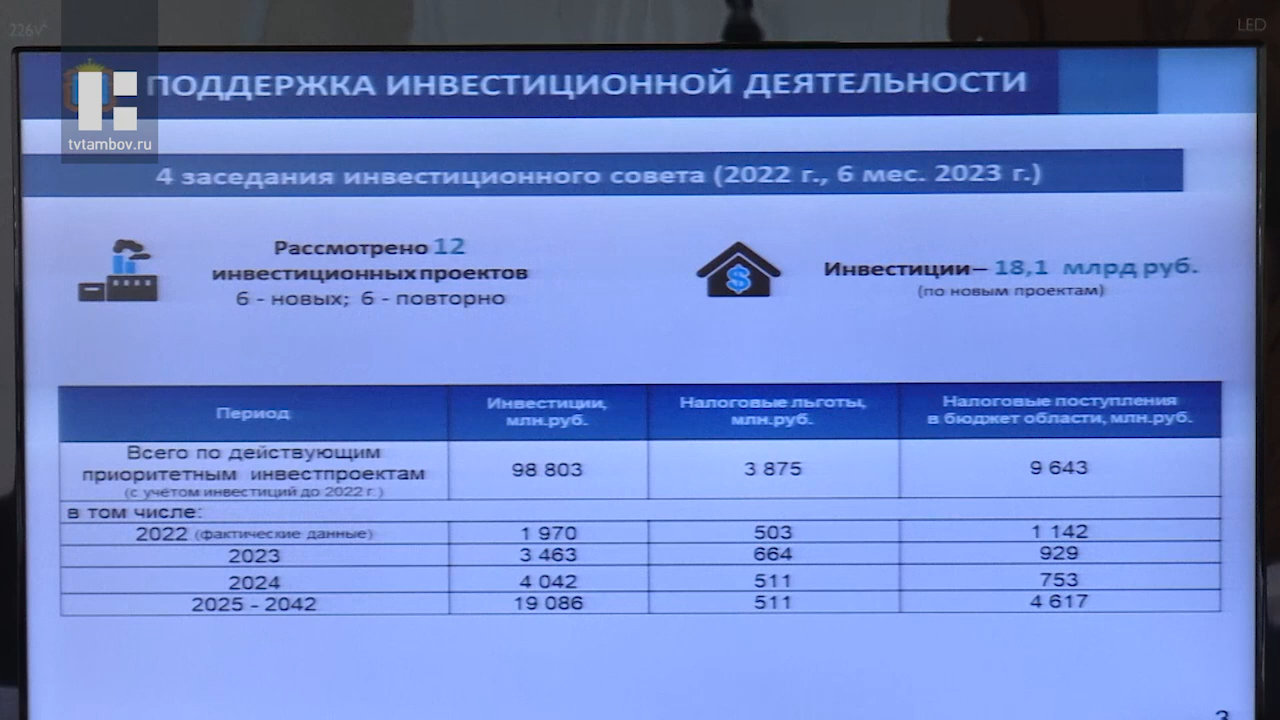 226v
LED
ПОДДЕРЖКА ИНВЕСТИЦИОННОЙ ДЕЯТЕЛЬНОСТИ
tvtambov.ru
4 заседания инвестиционного совета (2022 г., 6 мес. 2023 г.)
Рассмотрено 12
инвестиционных проектов
6 - новых; 6 - повторно
Инвестиции– 18,1 млрд руб.
(по новым проектам)
Период
Инвестиции,
млн.руб.
Налоговые льготы,
млн.руб.
Налоговые поступления
в бюджет области, млн.руб.
Всего по действующим
приоритетным инвестпроектам
(с учётом инвестиций до 2022 г.)
98 803
3 875
9 643
в том числе:
2022 (фактические данные) 1 970 503 1 142
2023 3 463 664 929
2024 4 042 511 753
2025 - 2042 19 086 511 4 617
3